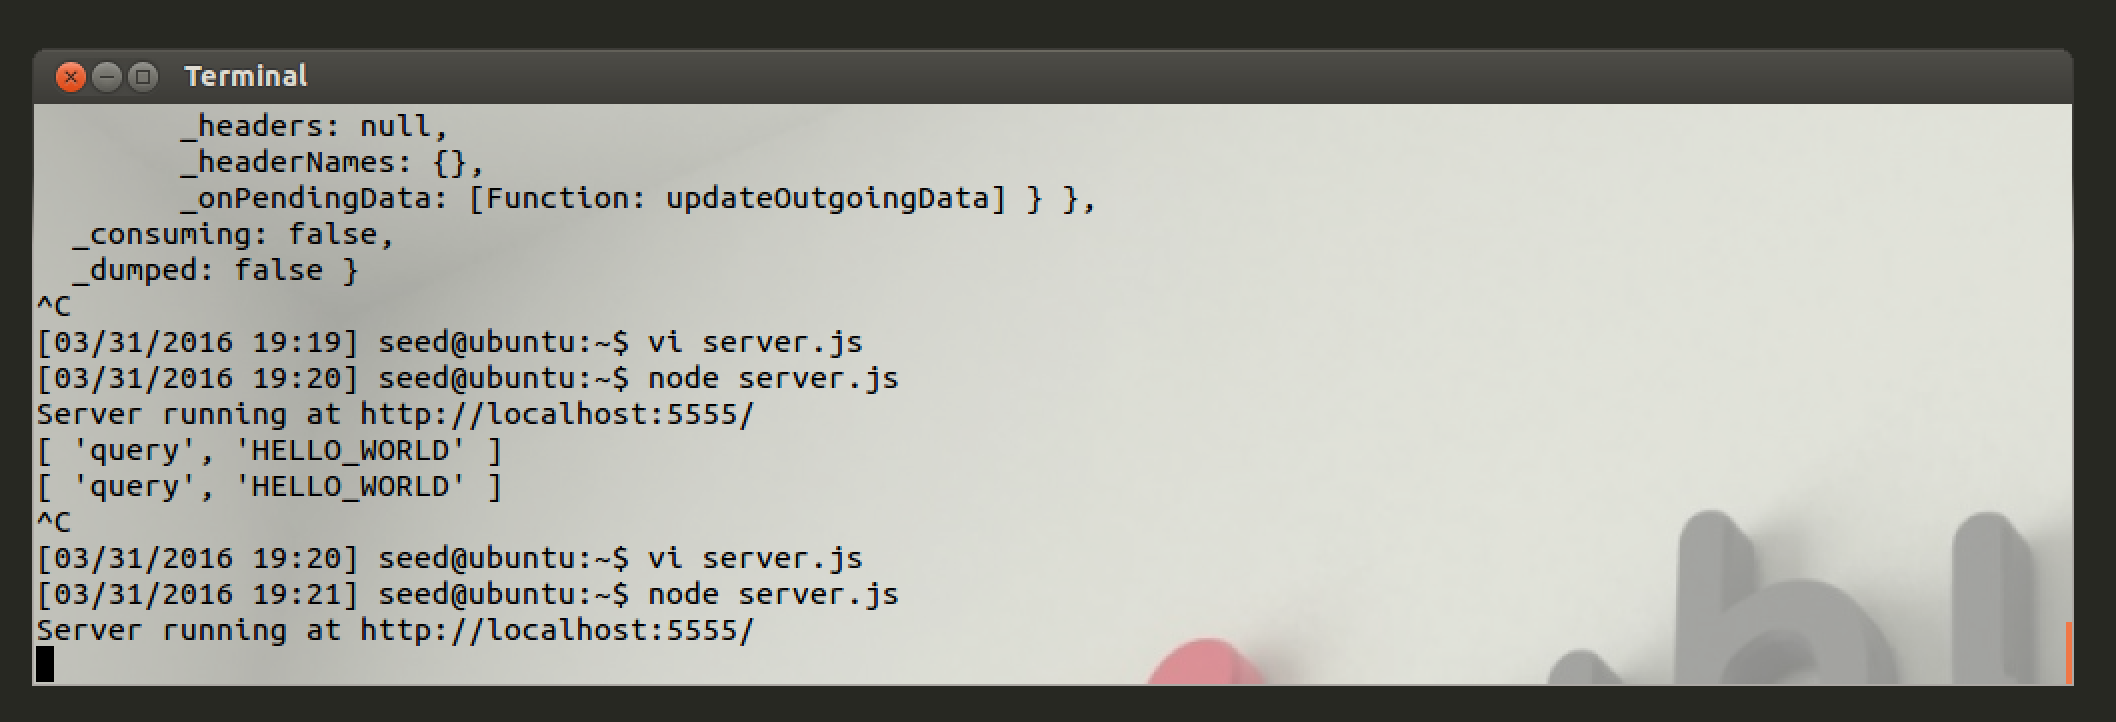 Terminal
_headers: null,
_headerNames: {},
_onPendingData: [Function: updateOutgoingData] } },
_consuming: false,
_dumped: false }
^C
[03/31/2016 19:19] seed@ubuntu:~$ vi server.js
[03/31/2016 19:20] seed@ubuntu:~$ node server.js
Server running at http://localhost:5555/
[ 'query', 'HELLO_WORLD' ]
[ 'query', 'HELLO_WORLD' ]
^C
[03/31/2016 19:20] seed@ubuntu:~$ vi server.js
[03/31/2016 19:21] seed@ubuntu:~$ node server.js
Server running at http://localhost:5555/